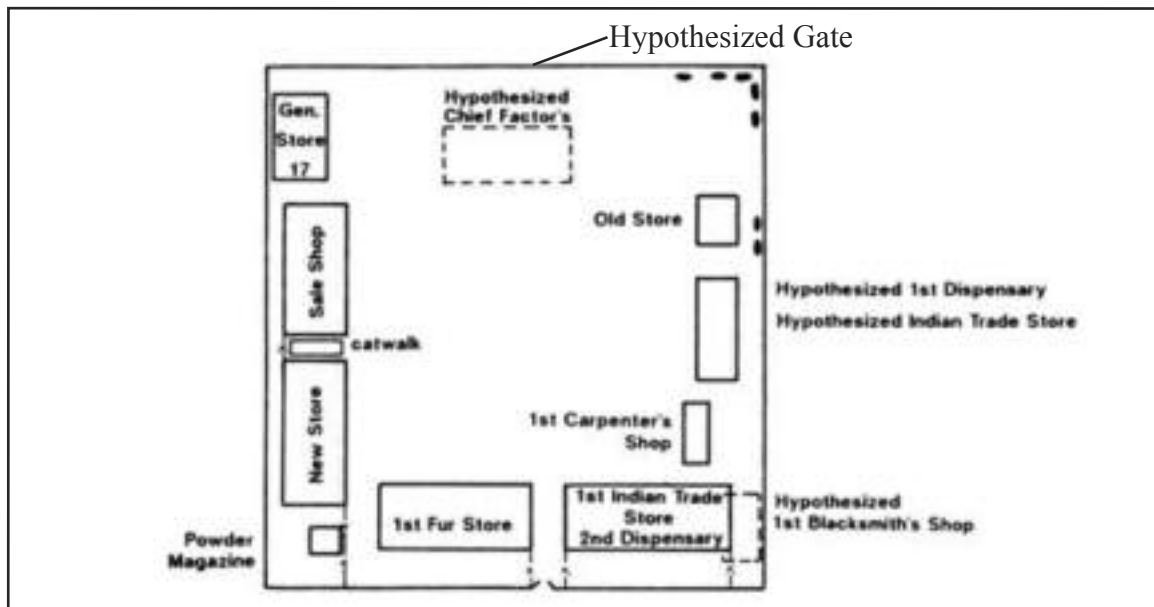 Hypothesized Gate
Gen.
Store
17
Hypothesized
Chief Factor's
Old Store
Sale Shop
Hypothesized 1st Dispensary
Hypothesized Indian Trade Store
catwalk
New Store
1st Carpenter's
Shop
1st Fur Store
1st Indian Trade
Store
2nd Dispensary
Hypothesized
1st Blacksmith's Shop
Powder
Magazine